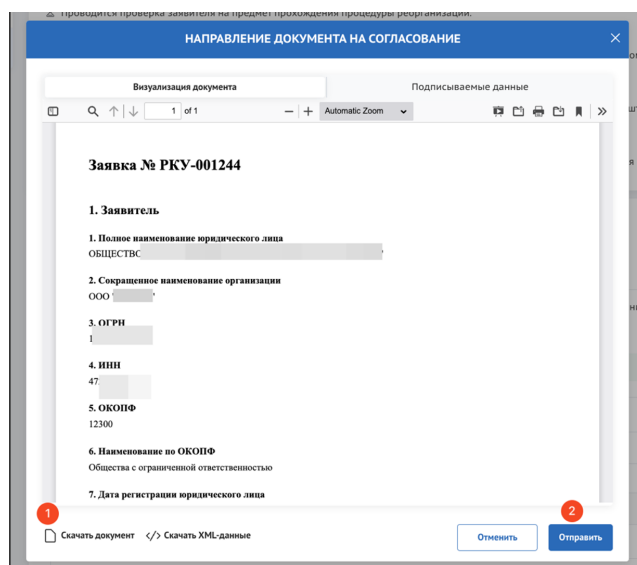 Проводится проверка заявителя на предмет прохождения процедуры реорганизации.
НАПРАВЛЕНИЕ ДОКУМЕНТА НА СОГЛАСОВАНИЕ
Визуализация документа
Подписываемые данные
1 of 1
Automatic Zoom
Заявка № РКУ-001244
1. Заявитель
1. Полное наименование юридического лица
ОБЩЕСТВО
2. Сокращенное наименование организации
ООО "
3. ОГРН
1
4. ИНН
47
5. ОКОПФ
12300
6. Наименование по ОКОПФ
Общества с ограниченной ответственностью
7. Дата регистрации юридического лица
1
2
Скачать документ
</> Скачать XML-данные
Отменить
Отправить